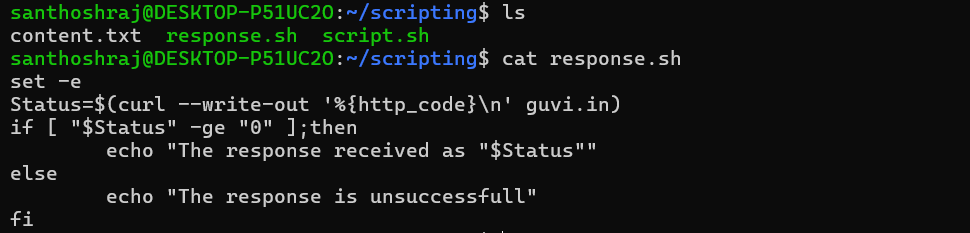 santhoshraj@DESKTOP-P51UC2O:~/scripting$ ls
content.txt  response.sh  script.sh
santhoshraj@DESKTOP-P51UC2O:~/scripting$ cat response.sh
set -e
Status=$(curl --write-out '%{http_code}\n' guvi.in)
if [ "$Status" -ge "0" ];then
        echo "The response received as "$Status""
else
        echo "The response is unsuccessfull"
fi